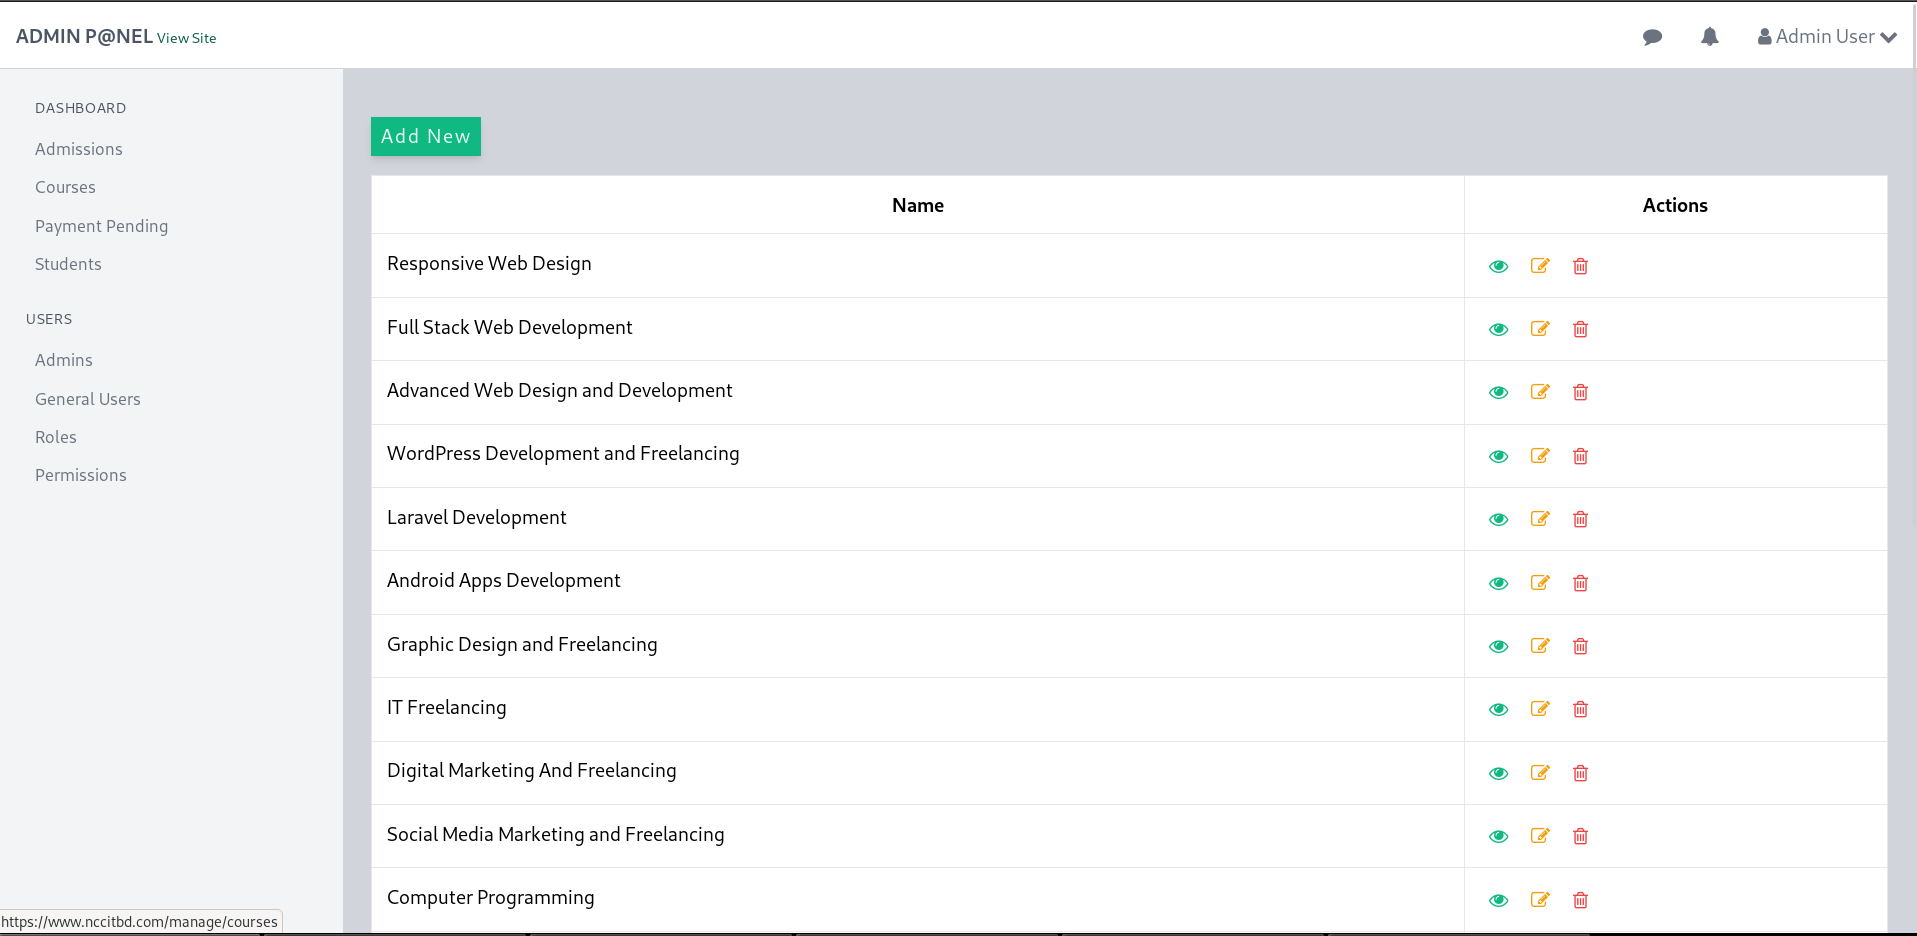 ADMIN P@NEL View Site
Admin User
DASHBOARD
Admissions
Courses
Payment Pending
Students
USERS
Admins
General Users
Roles
Permissions
Add New
Name Actions
Responsive Web Design
Full Stack Web Development
Advanced Web Design and Development
WordPress Development and Freelancing
Laravel Development
Android Apps Development
Graphic Design and Freelancing
IT Freelancing
Digital Marketing And Freelancing
Social Media Marketing and Freelancing
Computer Programming
https://www.nccitbd.com/manage/courses